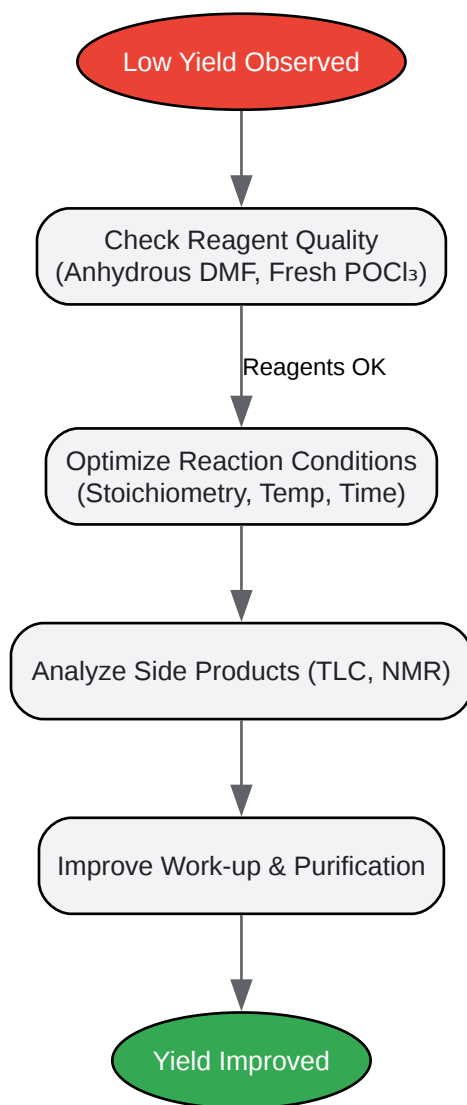 Low Yield Observed
Check Reagent Quality
(Anhydrous DMF, Fresh POCl₃)
Reagents OK
Optimize Reaction Conditions
(Stoichiometry, Temp, Time)
Analyze Side Products (TLC, NMR)
Improve Work-up & Purification
Yield Improved